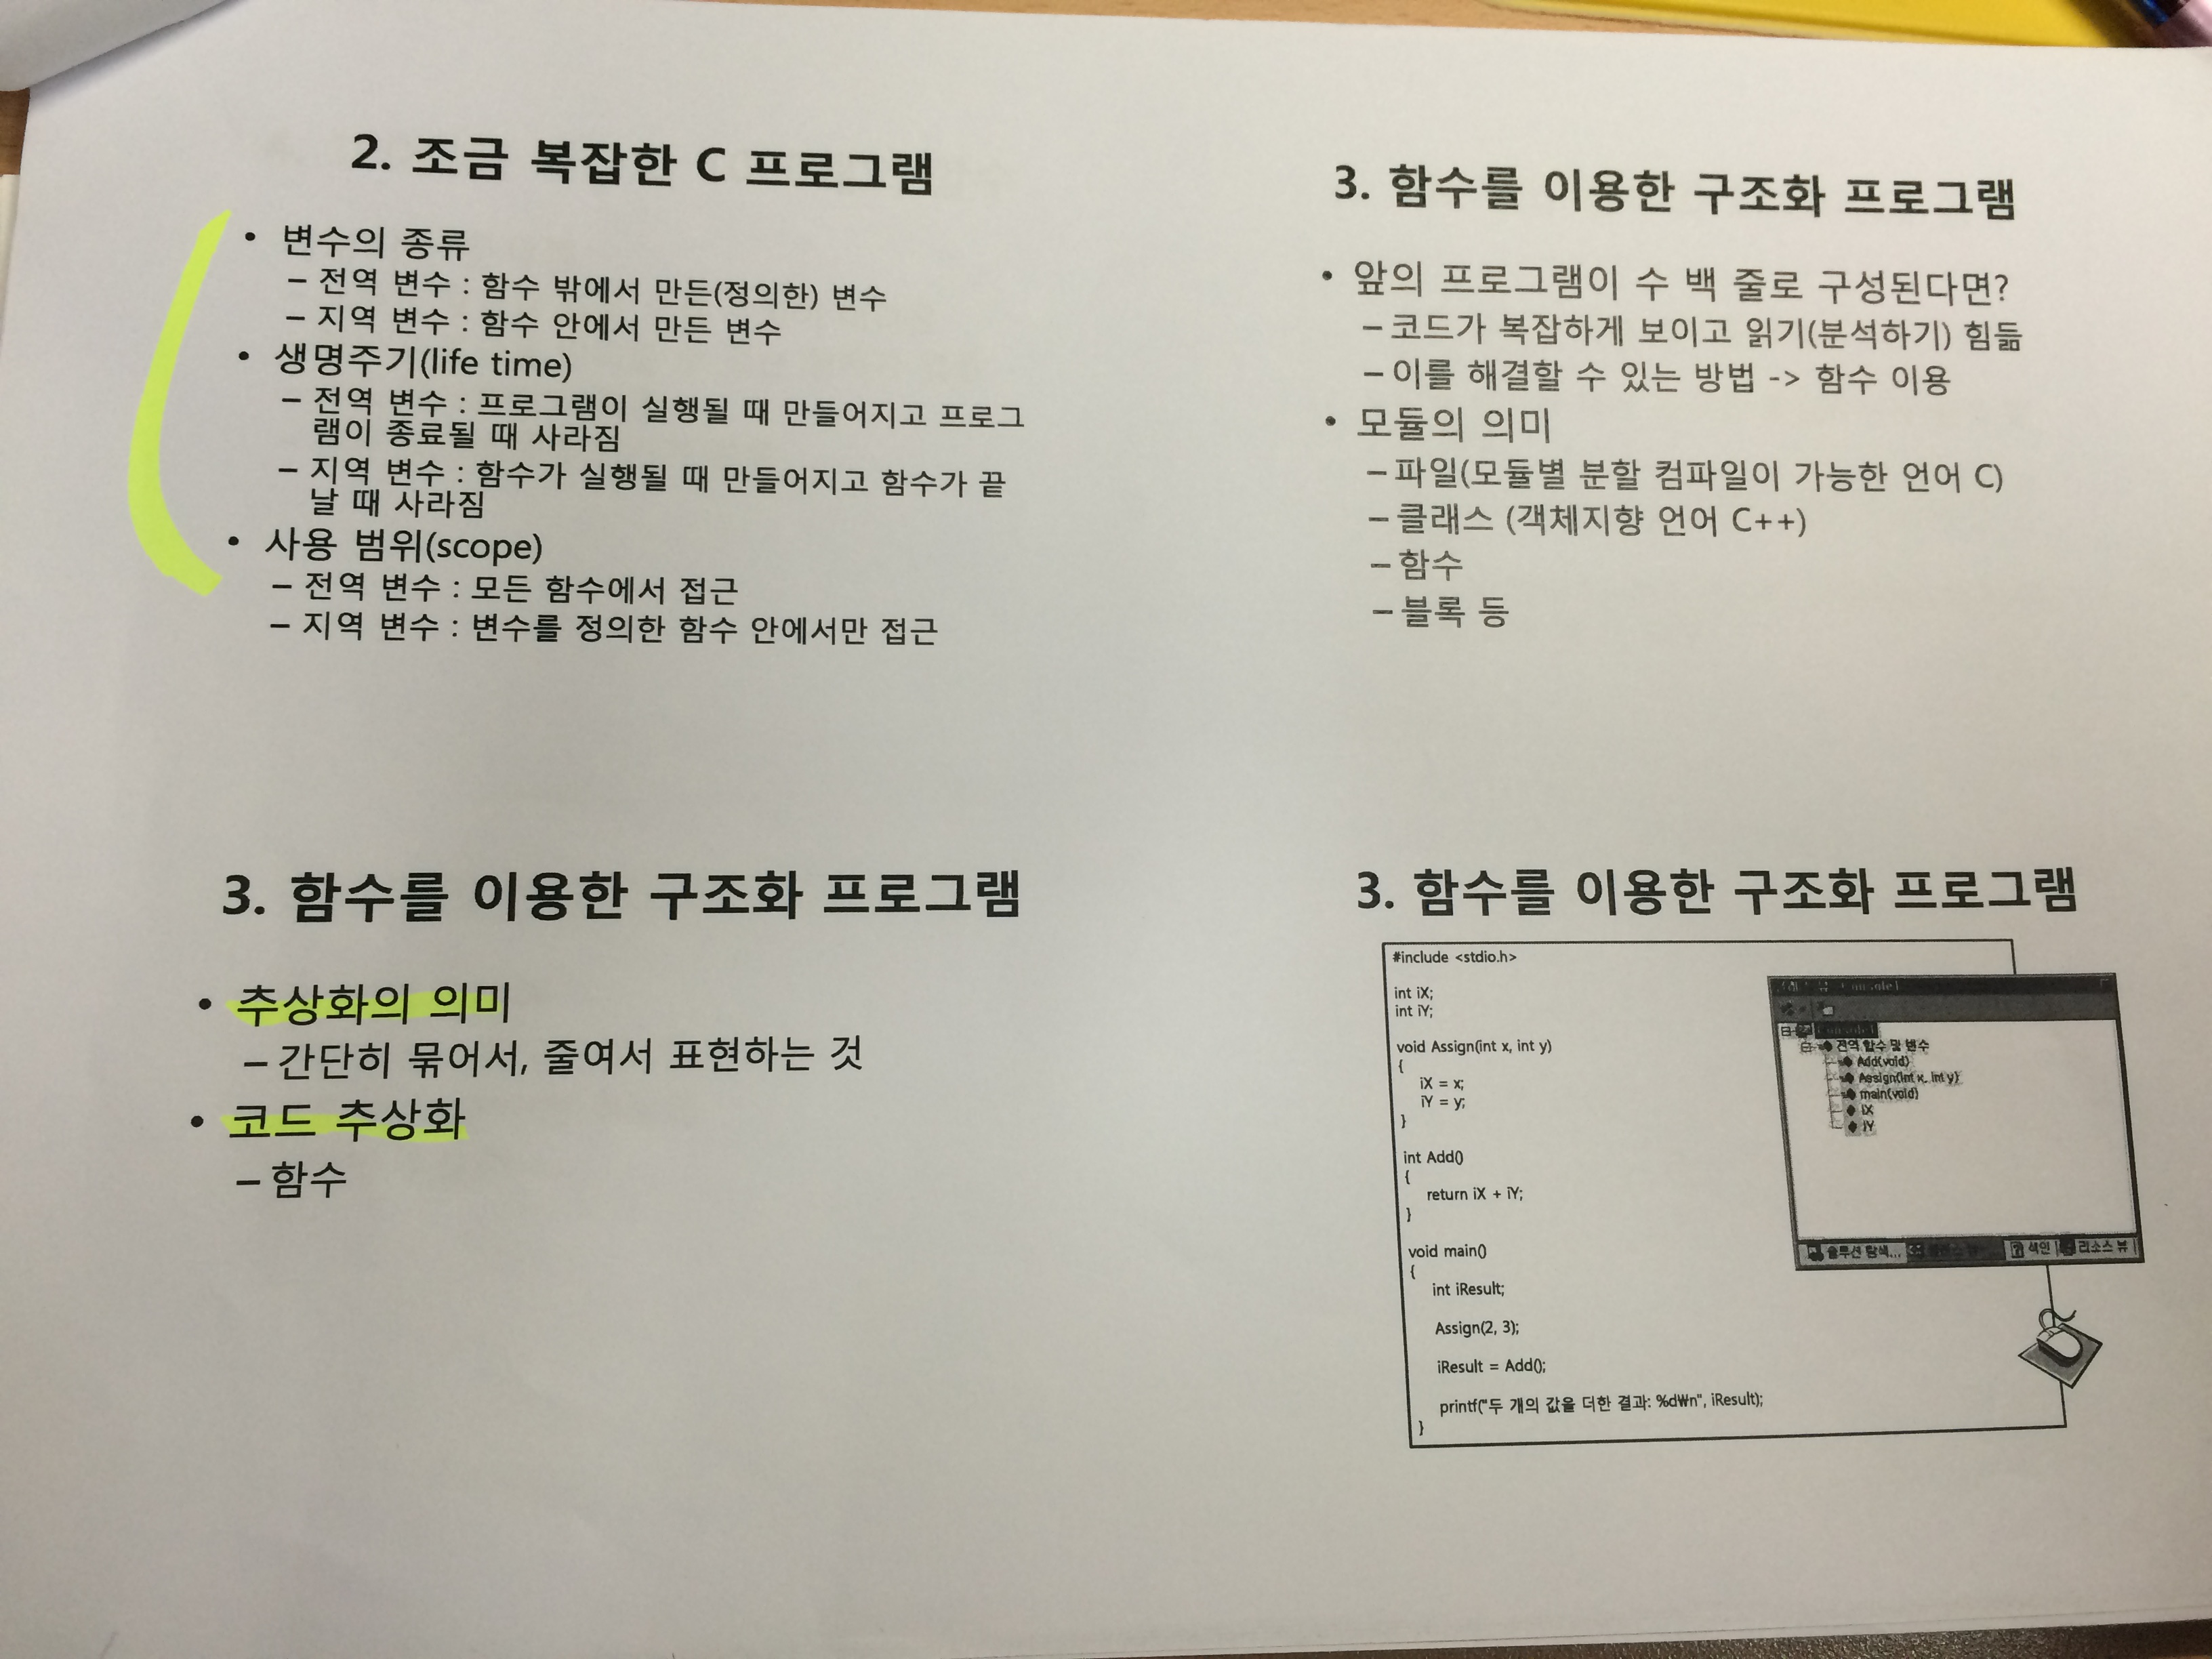 2. 조금 복잡한 C 프로그램
• 변수의 종류
– 전역 변수 : 함수 밖에서 만든(정의한) 변수
– 지역 변수 : 함수 안에서 만든 변수
• 생명주기(life time)
– 전역 변수 : 프로그램이 실행될 때 만들어지고 프로그
램이 종료될 때 사라짐
– 지역 변수 : 함수가 실행될 때 만들어지고 함수가 끝
날 때 사라짐
• 사용 범위(scope)
– 전역 변수 : 모든 함수에서 접근
– 지역 변수 : 변수를 정의한 함수 안에서만 접근
3. 함수를 이용한 구조화 프로그램
• 앞의 프로그램이 수 백 줄로 구성된다면?
– 코드가 복잡하게 보이고 읽기(분석하기) 힘듦
– 이를 해결할 수 있는 방법 -> 함수 이용
• 모듈의 의미
– 파일(모듈별 분할 컴파일이 가능한 언어 C)
– 클래스 (객체지향 언어 C++)
– 함수
– 블록 등
3. 함수를 이용한 구조화 프로그램
• 추상화의 의미
– 간단히 묶어서, 줄여서 표현하는 것
• 코드 추상화
– 함수
3. 함수를 이용한 구조화 프로그램
#include <stdio.h>
int iX;
int iY;
void Assign(int x, int y)
{
iX = x;
iY = y;
}
int Add()
{
return iX + iY;
}
void main()
{
int iResult;
Assign(2, 3);
iResult = Add();
printf("두 개의 값을 더한 결과: %d₩n", iResult);
}
Console1
Console1
전역 함수 및 변수
Add(void)
Assign(int x, int y)
main(void)
iX
iY
솔루션 탐색...
색인
리소스 뷰